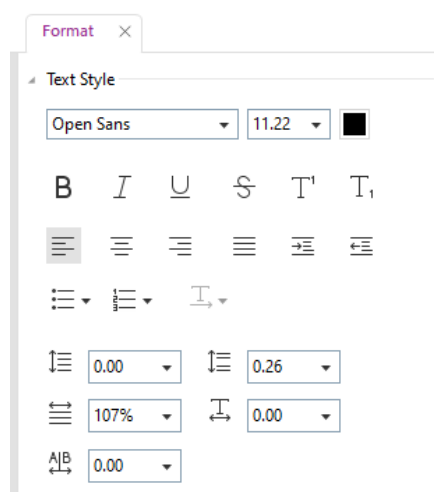 Format
Text Style
Open Sans 11.22
B I U S T¹ T₁
0.00 0.26
107% 0.00
A|B 0.00